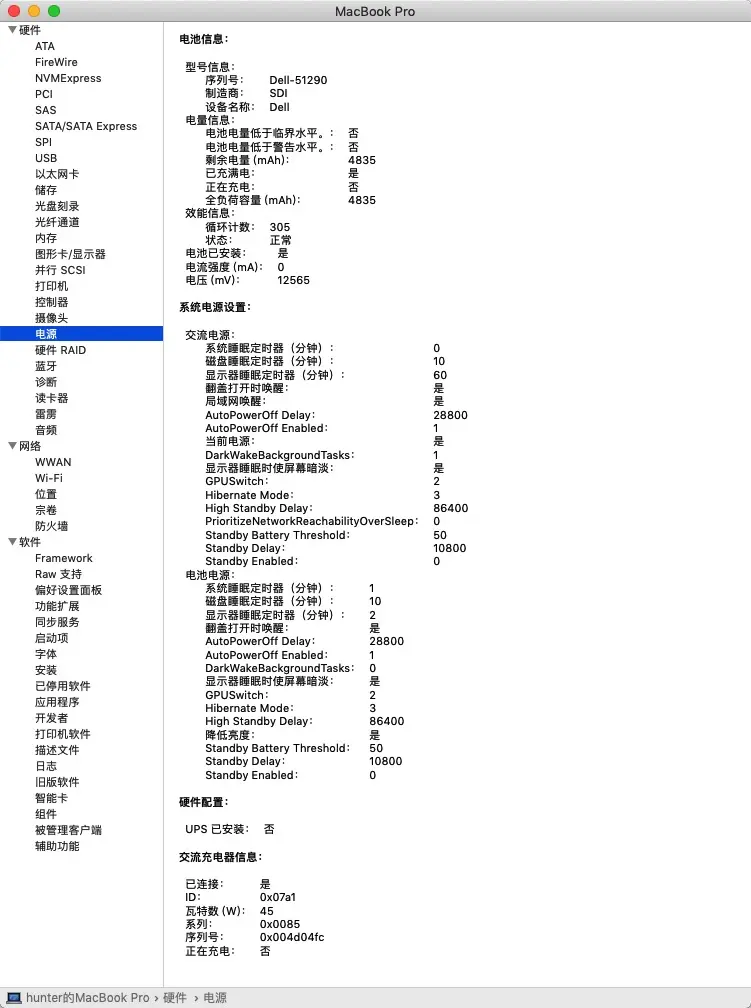 MacBook Pro
硬件
ATA
FireWire
NVMExpress
PCI
SAS
SATA/SATA Express
SPI
USB
以太网卡
储存
光盘刻录
光纤通道
内存
图形卡/显示器
并行 SCSI
打印机
控制器
摄像头
电源
硬件 RAID
蓝牙
诊断
读卡器
雷雳
音频
网络
WWAN
Wi-Fi
位置
宗卷
防火墙
软件
Framework
Raw 支持
偏好设置面板
功能扩展
同步服务
启动项
字体
安装
已停用软件
应用程序
开发者
打印机软件
描述文件
日志
旧版软件
智能卡
组件
被管理客户端
辅助功能
电池信息：
型号信息：
序列号： Dell-51290
制造商： SDI
设备名称： Dell
电量信息：
电池电量低于临界水平。： 否
电池电量低于警告水平。： 否
剩余电量 (mAh)： 4835
已充满电： 是
正在充电： 否
全负荷容量 (mAh)： 4835
效能信息：
循环计数： 305
状态： 正常
电池已安装： 是
电流强度 (mA)： 0
电压 (mV)： 12565
系统电源设置：
交流电源：
系统睡眠定时器（分钟）： 0
磁盘睡眠定时器（分钟）： 10
显示器睡眠定时器（分钟）： 60
翻盖打开时唤醒： 是
局域网唤醒： 是
AutoPowerOff Delay： 28800
AutoPowerOff Enabled： 1
当前电源： 是
DarkWakeBackgroundTasks： 1
显示器睡眠时使屏幕暗淡： 是
GPUSwitch： 2
Hibernate Mode： 3
High Standby Delay： 86400
PrioritizeNetworkReachabilityOverSleep： 0
Standby Battery Threshold： 50
Standby Delay： 10800
Standby Enabled： 0
电池电源：
系统睡眠定时器（分钟）： 1
磁盘睡眠定时器（分钟）： 10
显示器睡眠定时器（分钟）： 2
翻盖打开时唤醒： 是
AutoPowerOff Delay： 28800
AutoPowerOff Enabled： 1
DarkWakeBackgroundTasks： 0
显示器睡眠时使屏幕暗淡： 是
GPUSwitch： 2
Hibernate Mode： 3
High Standby Delay： 86400
降低亮度： 是
Standby Battery Threshold： 50
Standby Delay： 10800
Standby Enabled： 0
硬件配置：
UPS 已安装： 否
交流充电器信息：
已连接： 是
ID： 0x07a1
瓦特数 (W)： 45
系列： 0x0085
序列号： 0x004d04fc
正在充电： 否
hunter的MacBook Pro › 硬件 › 电源